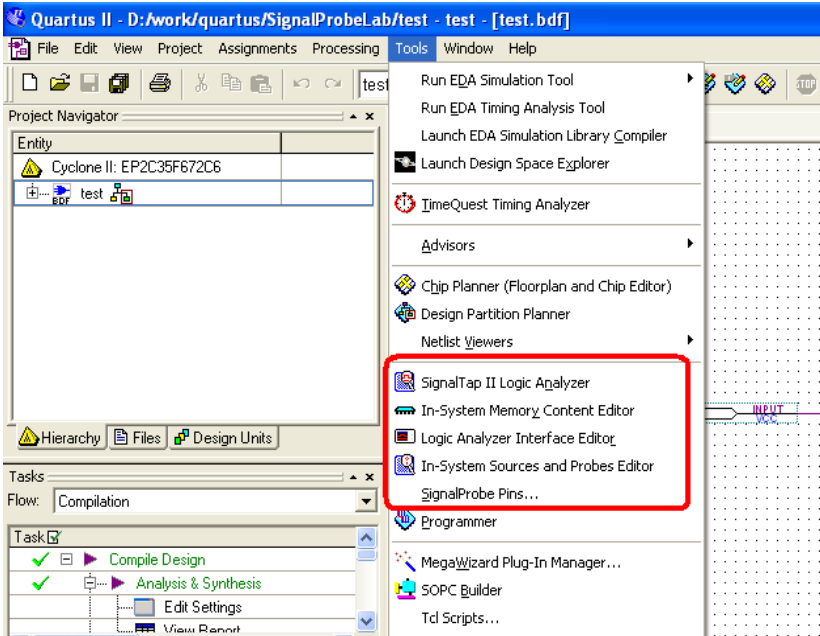 Quartus II - D:/work/quartus/SignalProbeLab/test - test - [test.bdf]
File Edit View Project Assignments Processing Tools Window Help
test
Project Navigator
Entity
Cyclone II: EP2C35F672C6
BDF test
Hierarchy Files Design Units
Tasks
Flow: Compilation
Task
Compile Design
Analysis & Synthesis
Edit Settings
View Report
Run EDA Simulation Tool
Run EDA Timing Analysis Tool
Launch EDA Simulation Library Compiler
Launch Design Space Explorer
TimeQuest Timing Analyzer
Advisors
Chip Planner (Floorplan and Chip Editor)
Design Partition Planner
Netlist Viewers
SignalTap II Logic Analyzer
In-System Memory Content Editor
Logic Analyzer Interface Editor
In-System Sources and Probes Editor
SignalProbe Pins...
Programmer
MegaWizard Plug-In Manager...
SOPC Builder
Tcl Scripts...
STOP
INPUT
VCC